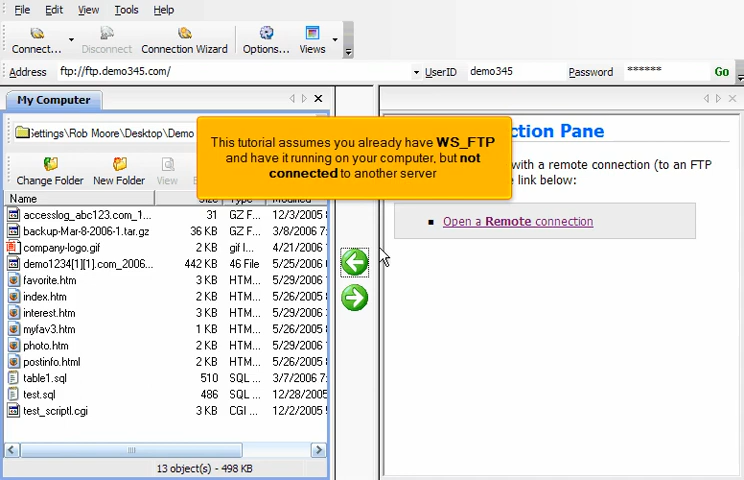 File Edit View Tools Help
Connect... Disconnect Connection Wizard Options... Views
Address ftp://ftp.demo345.com/ UserID demo345 Password ****** Go
My Computer
Settings\Rob Moore\Desktop\Demo
Change Folder New Folder View
This tutorial assumes you already have WS_FTP
and have it running on your computer, but not
connected to another server
ction Pane
with a remote connection (to an FTP
e link below:
Open a Remote connection
Name Size Type Modified
accesslog_abc123.com_1... 31 GZ F... 12/3/2005
backup-Mar-8-2006-1.tar.gz 36 KB GZ F... 3/8/2006 7:
company-logo.gif 2 KB gif I... 4/21/2006
demo1234[1][1].com_2006... 442 KB 46 File 5/25/2006
favorite.htm 3 KB HTM... 5/29/2006
index.htm 2 KB HTM... 5/29/2006
interest.htm 3 KB HTM... 5/29/2006
myfav3.htm 1 KB HTM... 5/26/2005
photo.htm 2 KB HTM... 5/29/2006
postinfo.html 2 KB HTM... 5/26/2005
table1.sql 510 SQL ... 3/7/2006 7:
test.sql 486 SQL ... 12/28/2005
test_scriptl.cgi 3 KB CGI ... 12/2/2005
13 object(s) - 498 KB